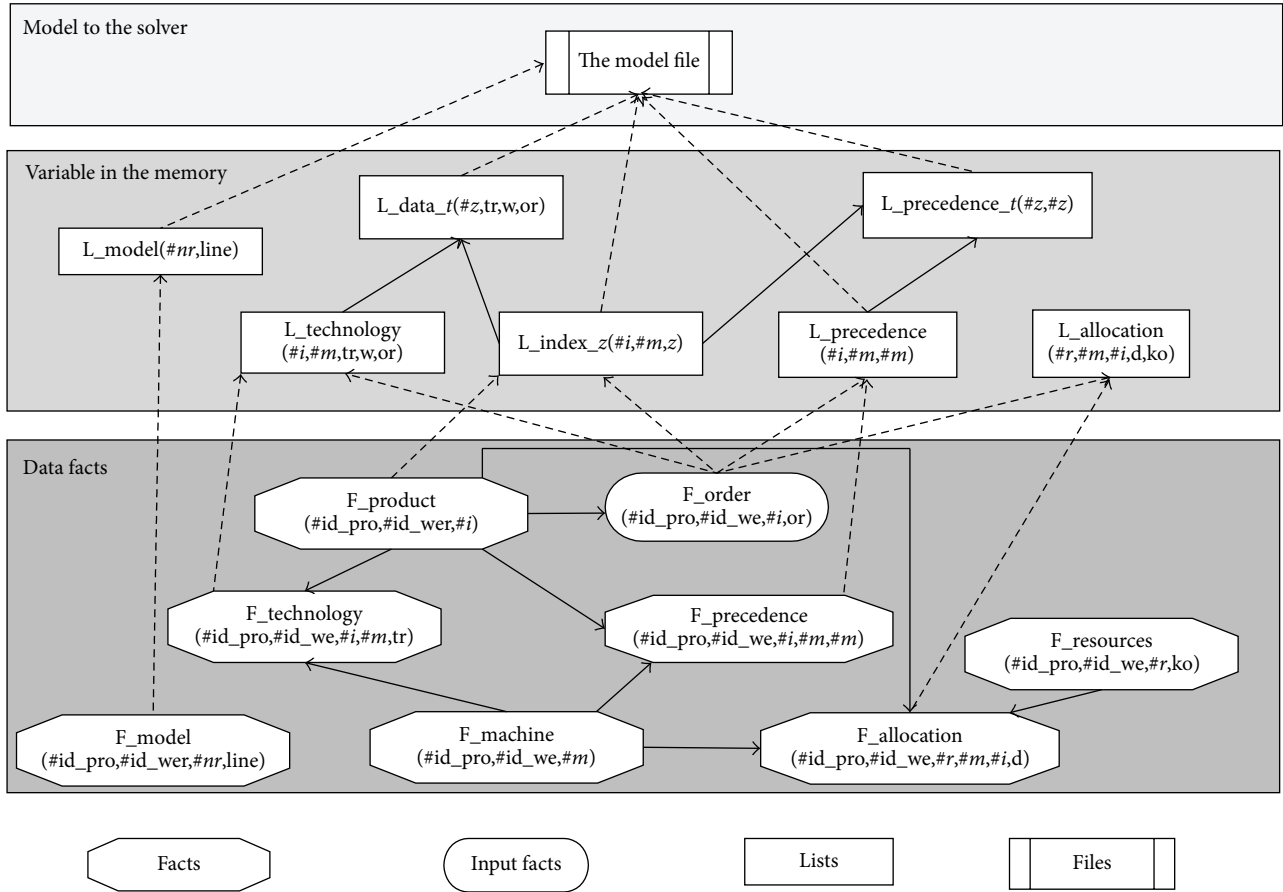 Model to the solver
The model file
Variable in the memory
L_data_t(#z,tr,w,or)
L_precedence_t(#z,#z)
L_model(#nr,line)
L_technology
(#i,#m,tr,w,or)
L_index_z(#i,#m,z)
L_precedence
(#i,#m,#m)
L_allocation
(#r,#m,#i,d,ko)
Data facts
F_product
(#id_pro,#id_wer,#i)
F_order
(#id_pro,#id_we,#i,or)
F_technology
(#id_pro,#id_we,#i,#m,tr)
F_precedence
(#id_pro,#id_we,#i,#m,#m)
F_resources
(#id_pro,#id_we,#r,ko)
F_model
(#id_pro,#id_wer,#nr,line)
F_machine
(#id_pro,#id_we,#m)
F_allocation
(#id_pro,#id_we,#r,#m,#i,d)
Facts
Input facts
Lists
Files